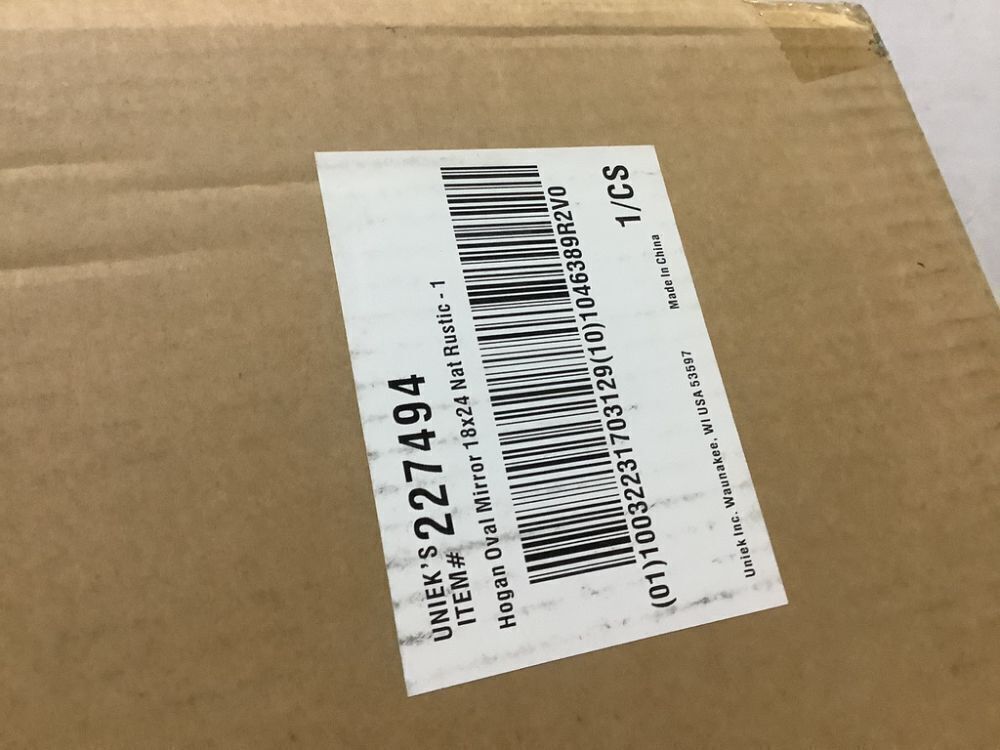 UNIEK'S
ITEM# 227494
Hogan Oval Mirror 18x24 Nat Rustic - 1
(01)10032231703129(10)1046389R2V0
1/CS
Uniek Inc. Waunakee, WI USA 53597
Made In China